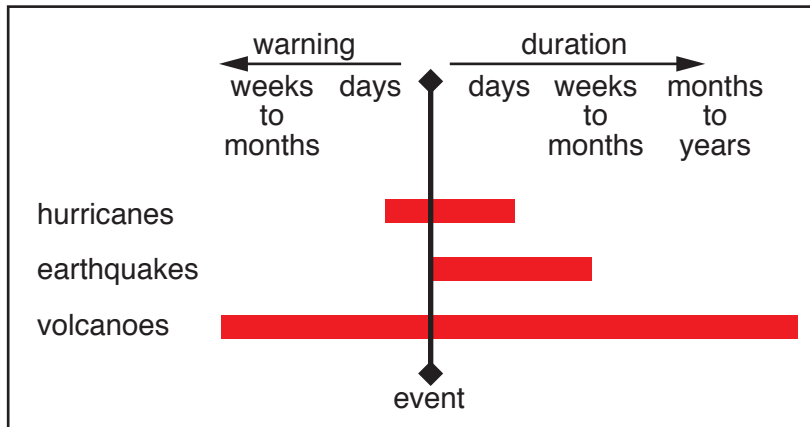 warning duration
weeks to months days days weeks to months months to years
hurricanes
earthquakes
volcanoes
event